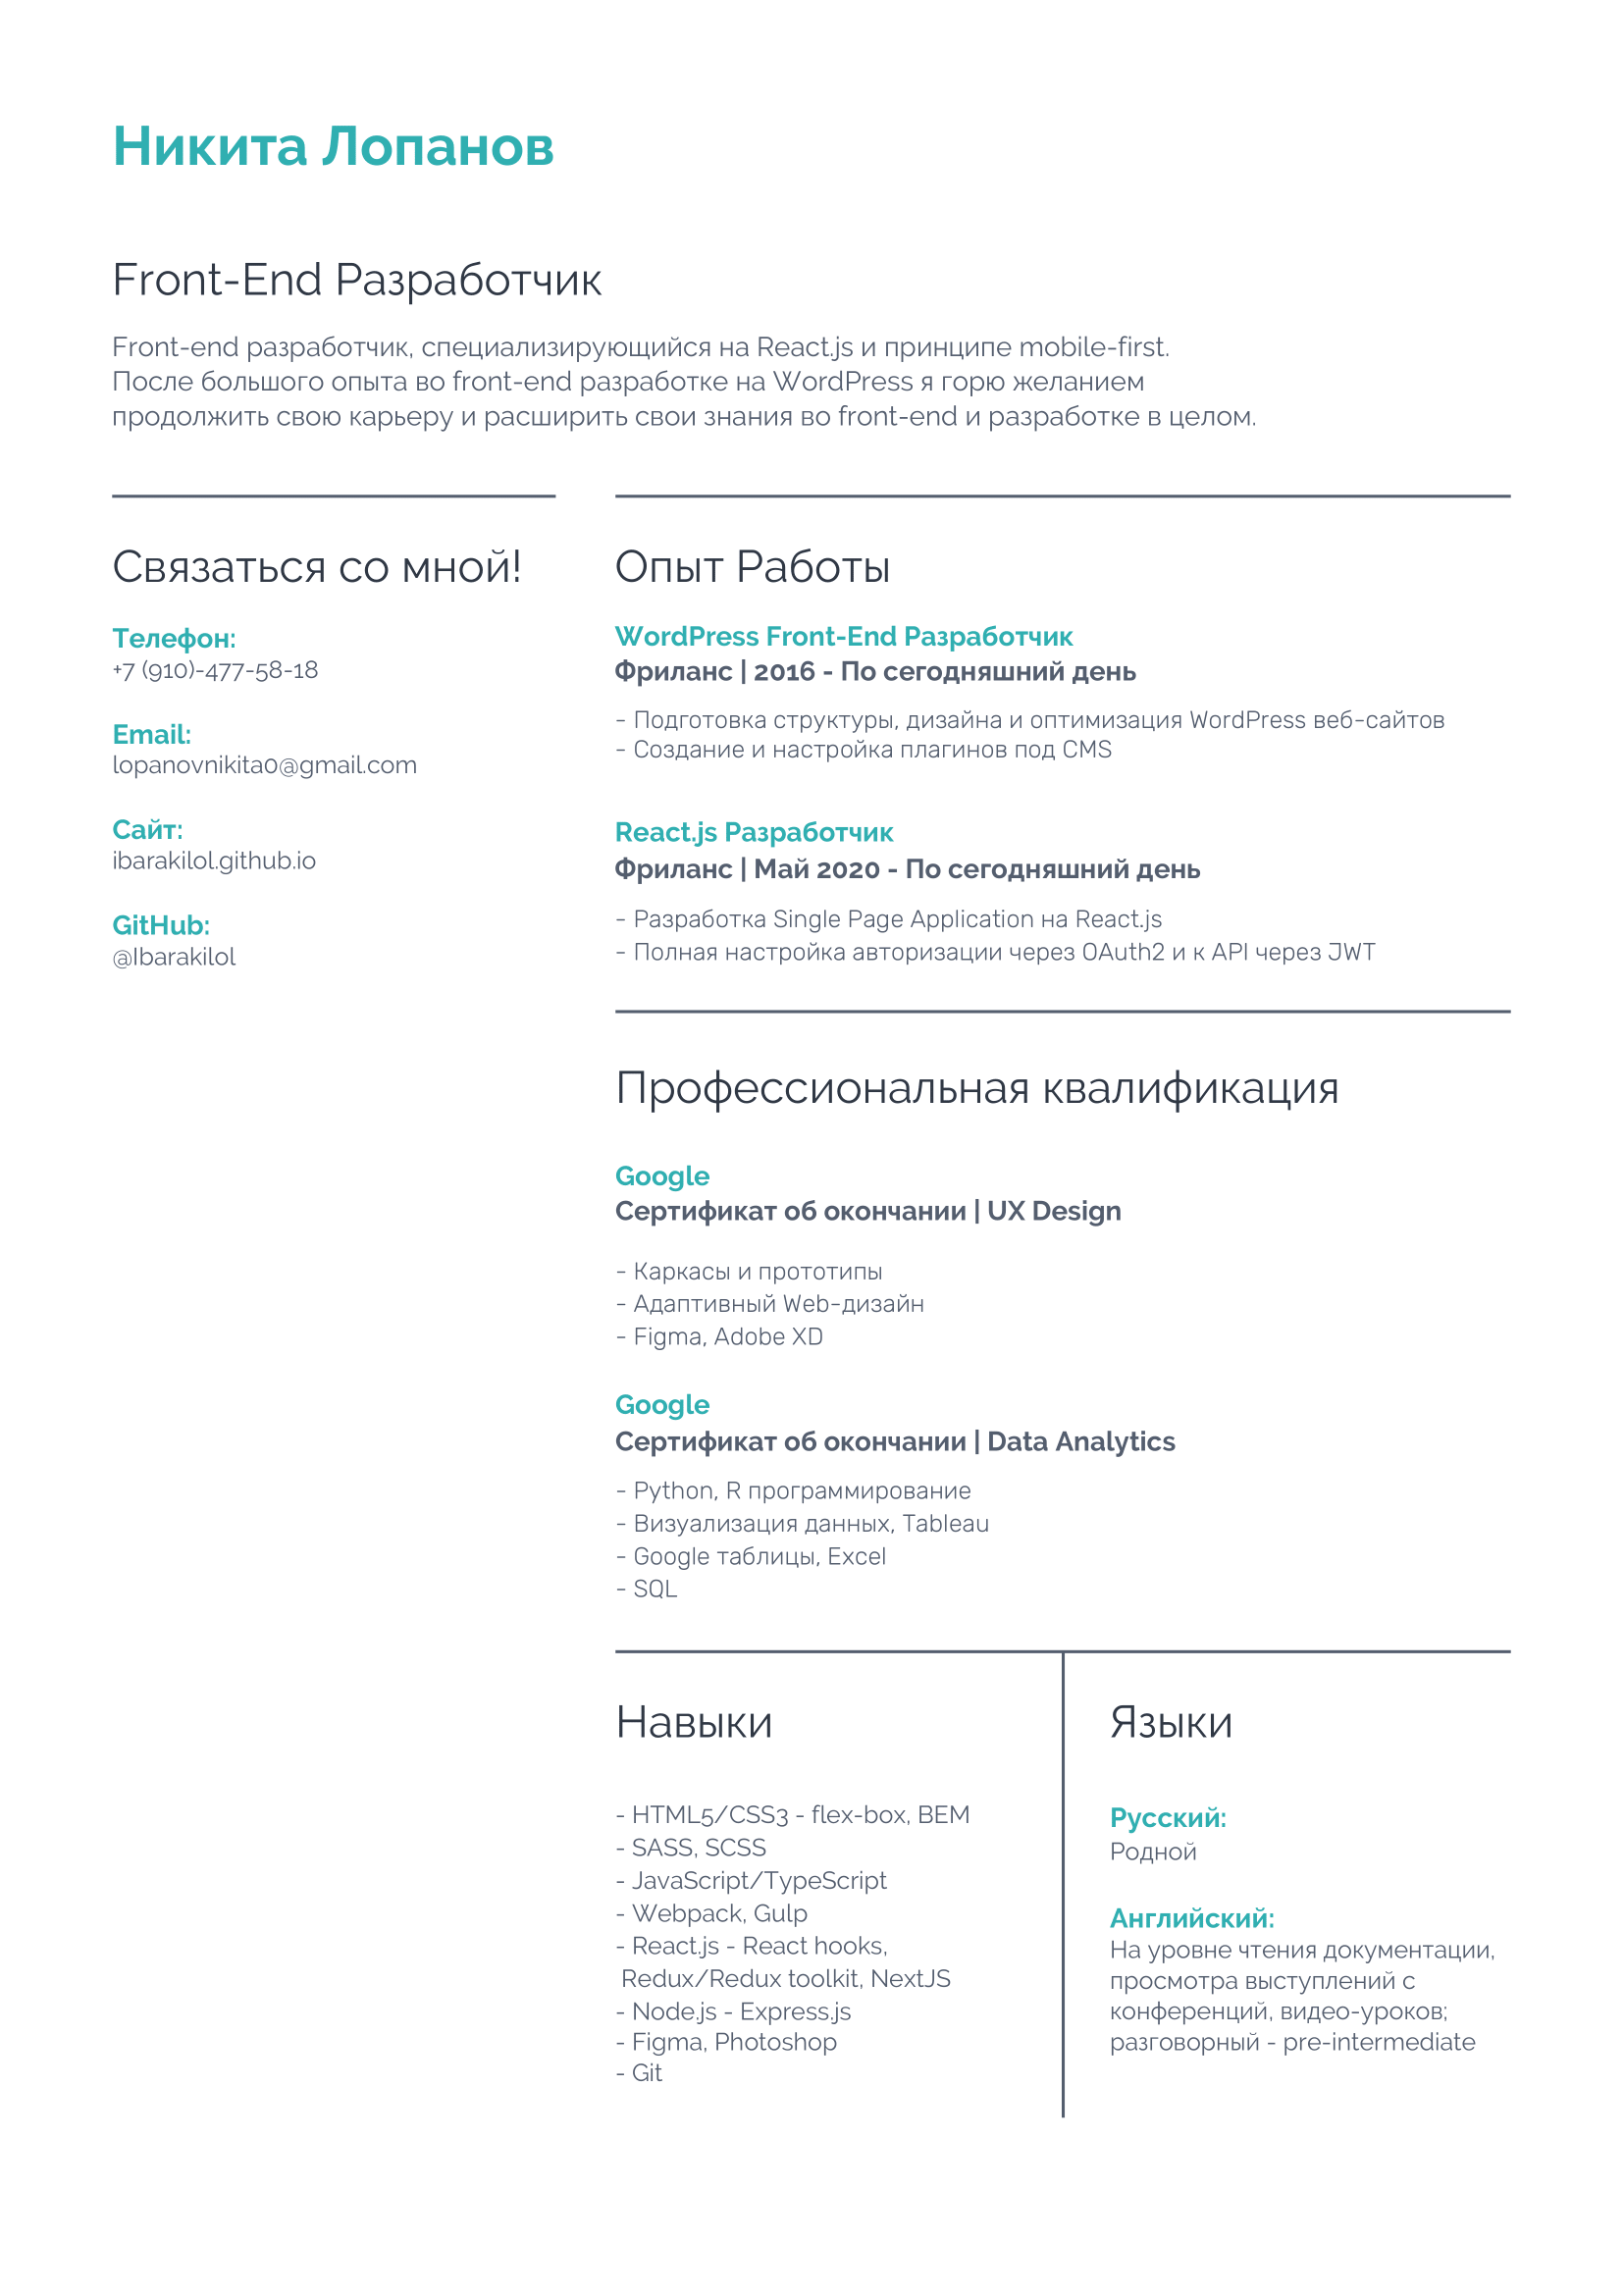 Никита Лопанов
Front-End Разработчик
Front-end разработчик, специализирующийся на React.js и принципе mobile-first.
После большого опыта во front-end разработке на WordPress я горю желанием
продолжить свою карьеру и расширить свои знания во front-end и разработке в целом.
Связаться со мной!
Телефон:
+7 (910)-477-58-18
Email:
lopanovnikita0@gmail.com
Сайт:
ibarakilol.github.io
GitHub:
@Ibarakilol
Опыт Работы
WordPress Front-End Разработчик
Фриланс | 2016 - По сегодняшний день
- Подготовка структуры, дизайна и оптимизация WordPress веб-сайтов
- Создание и настройка плагинов под CMS
React.js Разработчик
Фриланс | Май 2020 - По сегодняшний день
- Разработка Single Page Application на React.js
- Полная настройка авторизации через OAuth2 и к API через JWT
Профессиональная квалификация
Google
Сертификат об окончании | UX Design
- Каркасы и прототипы
- Адаптивный Web-дизайн
- Figma, Adobe XD
Google
Сертификат об окончании | Data Analytics
- Python, R программирование
- Визуализация данных, Tableau
- Google таблицы, Excel
- SQL
Навыки
- HTML5/CSS3 - flex-box, BEM
- SASS, SCSS
- JavaScript/TypeScript
- Webpack, Gulp
- React.js - React hooks,
Redux/Redux toolkit, NextJS
- Node.js - Express.js
- Figma, Photoshop
- Git
Языки
Русский:
Родной
Английский:
На уровне чтения документации,
просмотра выступлений с
конференций, видео-уроков;
разговорный - pre-intermediate